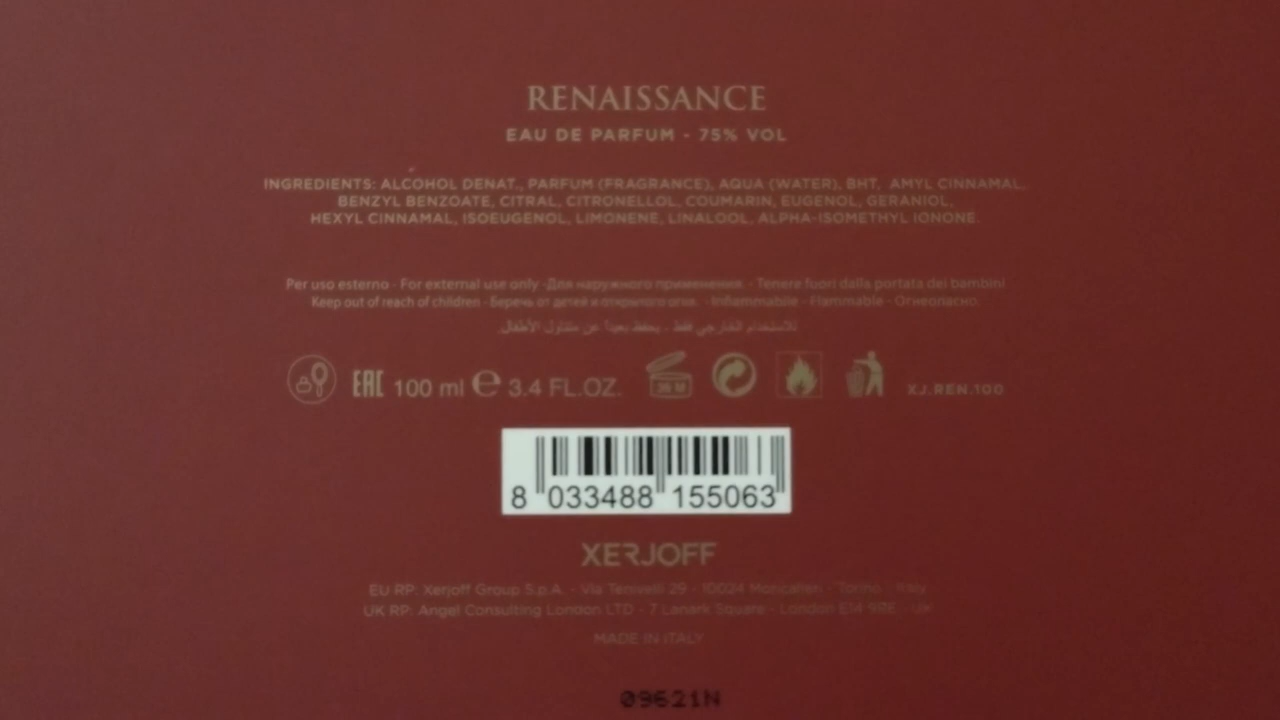 RENAISSANCE
EAU DE PARFUM - 75% VOL
INGREDIENTS: ALCOHOL DENAT., PARFUM (FRAGRANCE), AQUA (WATER), BHT, AMYL CINNAMAL,
BENZYL BENZOATE, CITRAL, CITRONELLOL, COUMARIN, EUGENOL, GERANIOL,
HEXYL CINNAMAL, ISOEUGENOL, LIMONENE, LINALOOL, ALPHA-ISOMETHYL IONONE.
Per uso esterno - For external use only - Для наружного применения. - Tenere fuori dalla portata dei bambini
Keep out of reach of children - Беречь от детей и открытого огня. - Infiammabile - Flammable - Огнеопасно
للاستخدام الخارجي فقط . يحفظ بعيداً عن متناول الأطفال.
EAC 100 ml e 3.4 FL.OZ. 36 M XJ.REN.100
8 033488 155063
XERJOFF
EU RP: Xerjoff Group S.p.A. - Via Tenivelli 29 - 10024 Moncalieri - Torino - Italy
UK RP: Angel Consulting London LTD - 7 Lanark Square - London E14 9RE - UK
MADE IN ITALY
09621N